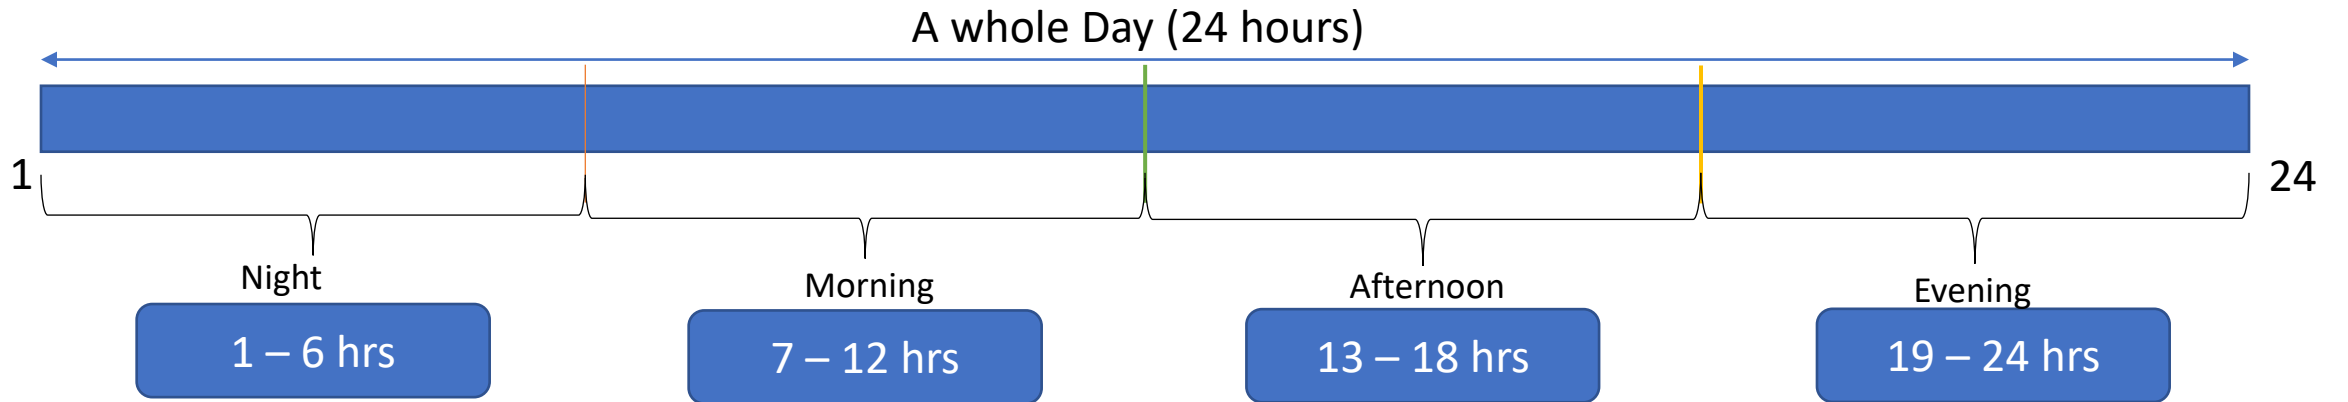 A whole Day (24 hours)
1
24
Night
Morning
Afternoon
Evening
1 – 6 hrs
7 – 12 hrs
13 – 18 hrs
19 – 24 hrs